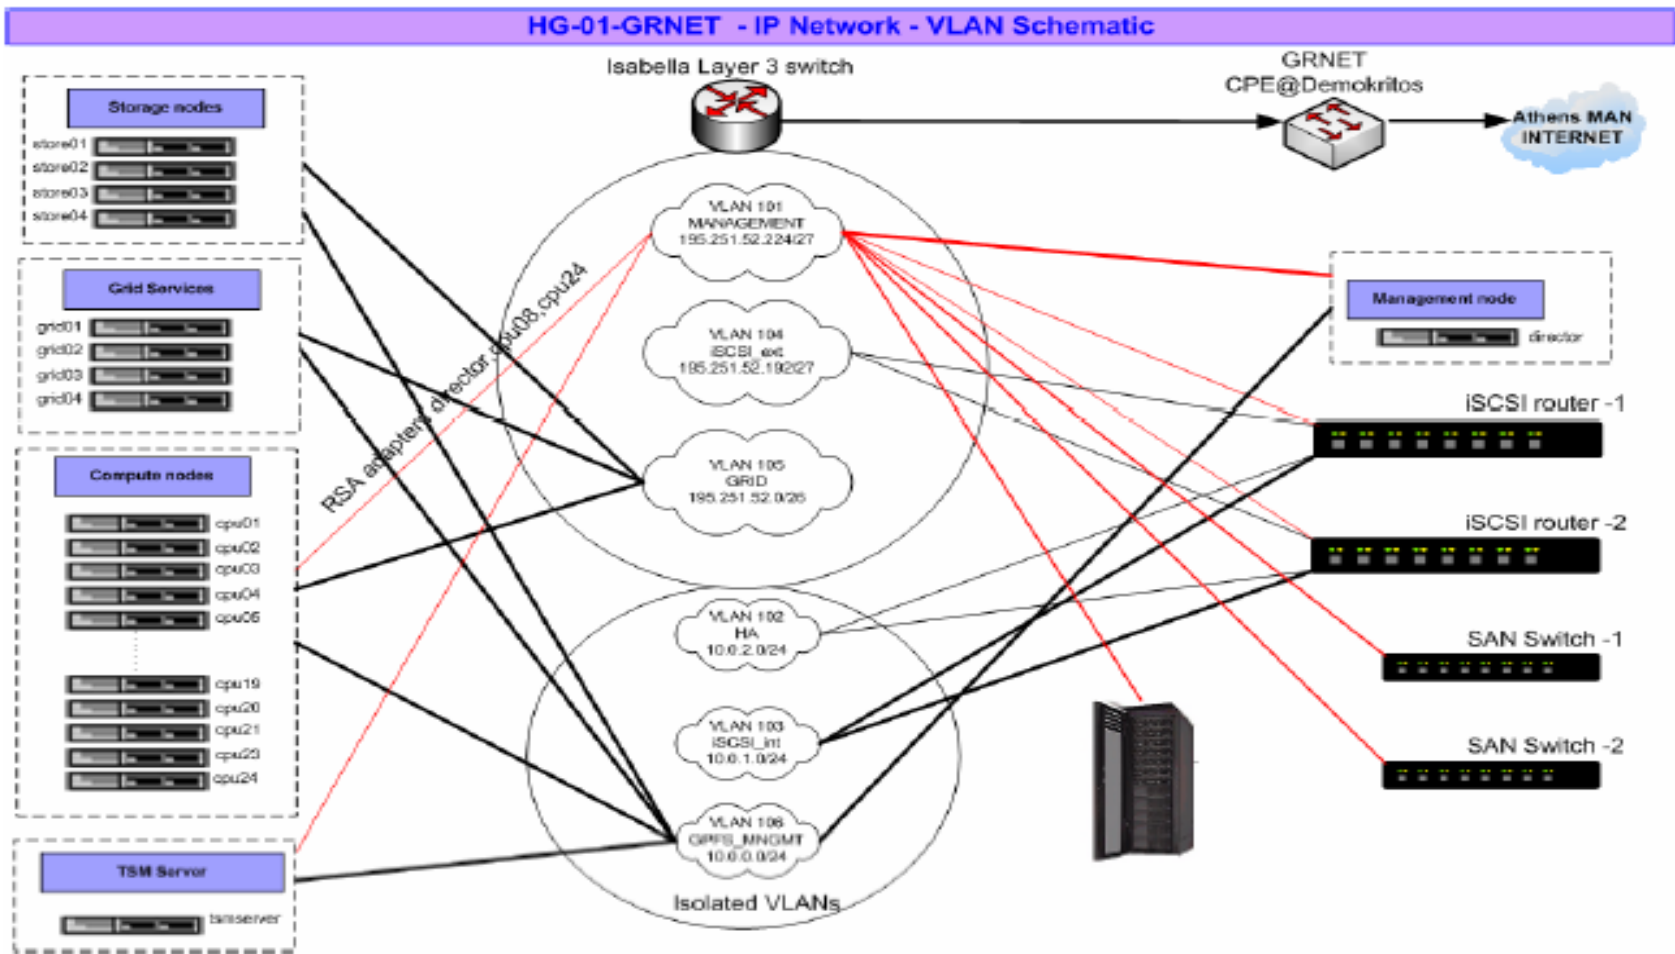 HG-01-GRNET - IP Network - VLAN Schematic
Isabella Layer 3 switch
GRNET
CPE@Demokritos
Athens MAN
INTERNET
Storage nodes
store01
store02
store03
store04
Grid Services
grid01
grid02
grid03
grid04
Compute nodes
cpu01
cpu02
cpu03
cpu04
cpu05
cpu19
cpu20
cpu21
cpu23
cpu24
TSM Server
tsmserver
RSA adapters director,cpu08,cpu24
VLAN 101
MANAGEMENT
195.251.52.224/27
VLAN 104
iSCSI_ext
195.251.52.192/27
VLAN 105
GRID
195.251.52.0/26
VLAN 102
HA
10.0.2.0/24
VLAN 103
iSCSI_int
10.0.1.0/24
VLAN 106
GPFS_MNGMT
10.0.0.0/24
Isolated VLANs
Management node
director
iSCSI router -1
iSCSI router -2
SAN Switch -1
SAN Switch -2